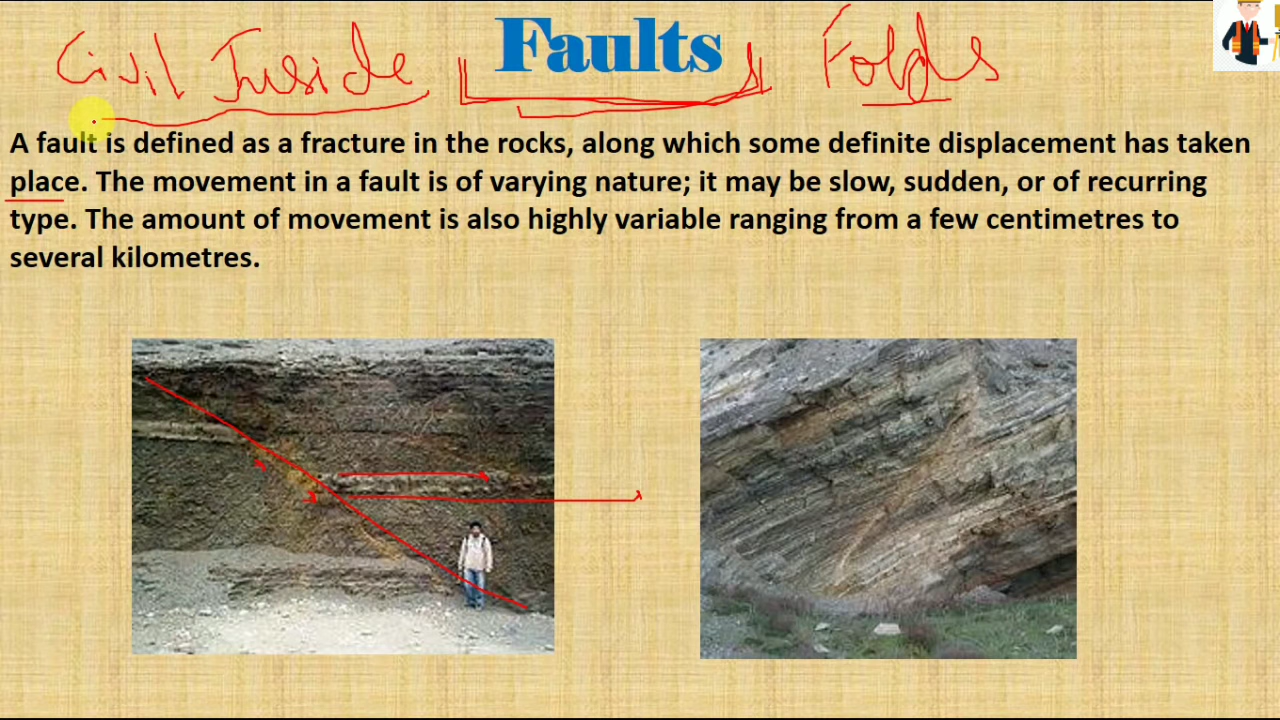 Civil Inside Faults Folds
A fault is defined as a fracture in the rocks, along which some definite displacement has taken
place. The movement in a fault is of varying nature; it may be slow, sudden, or of recurring
type. The amount of movement is also highly variable ranging from a few centimetres to
several kilometres.